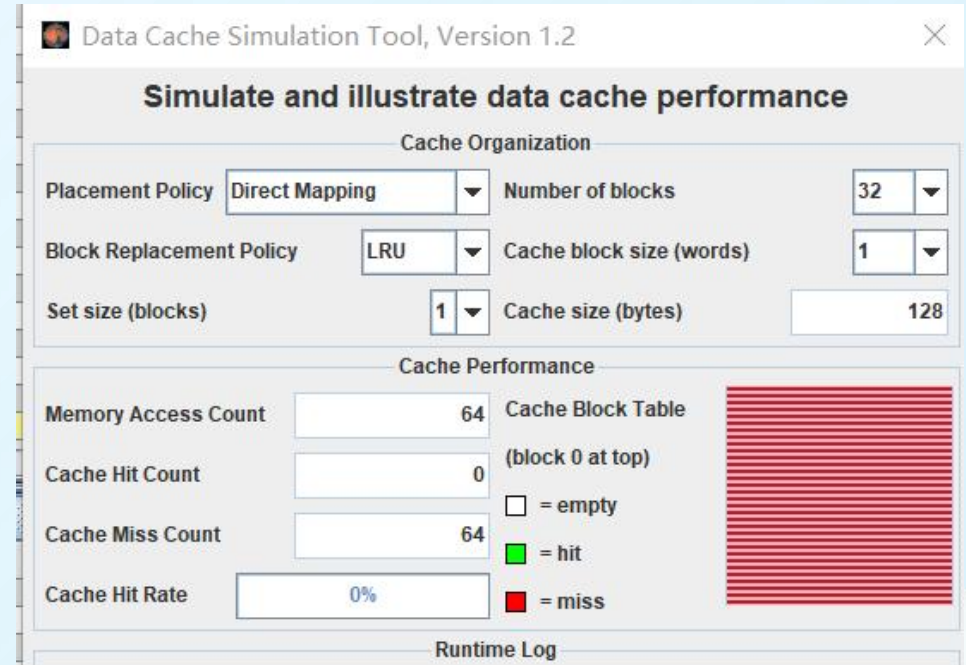 Data Cache Simulation Tool, Version 1.2
Simulate and illustrate data cache performance
Cache Organization
Placement Policy Direct Mapping Number of blocks 32
Block Replacement Policy LRU Cache block size (words) 1
Set size (blocks) 1 Cache size (bytes) 128
Cache Performance
Memory Access Count 64 Cache Block Table
(block 0 at top)
Cache Hit Count 0
= empty
Cache Miss Count 64
= hit
Cache Hit Rate 0%
= miss
Runtime Log